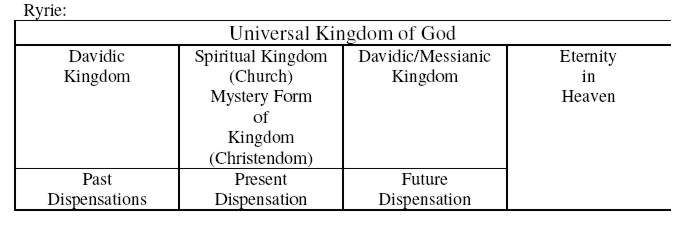 Ryrie:
Universal Kingdom of God
Davidic
Kingdom
Spiritual Kingdom
(Church)
Mystery Form
of
Kingdom
(Christendom)
Davidic/Messianic
Kingdom
Eternity
in
Heaven
Past
Dispensations
Present
Dispensation
Future
Dispensation